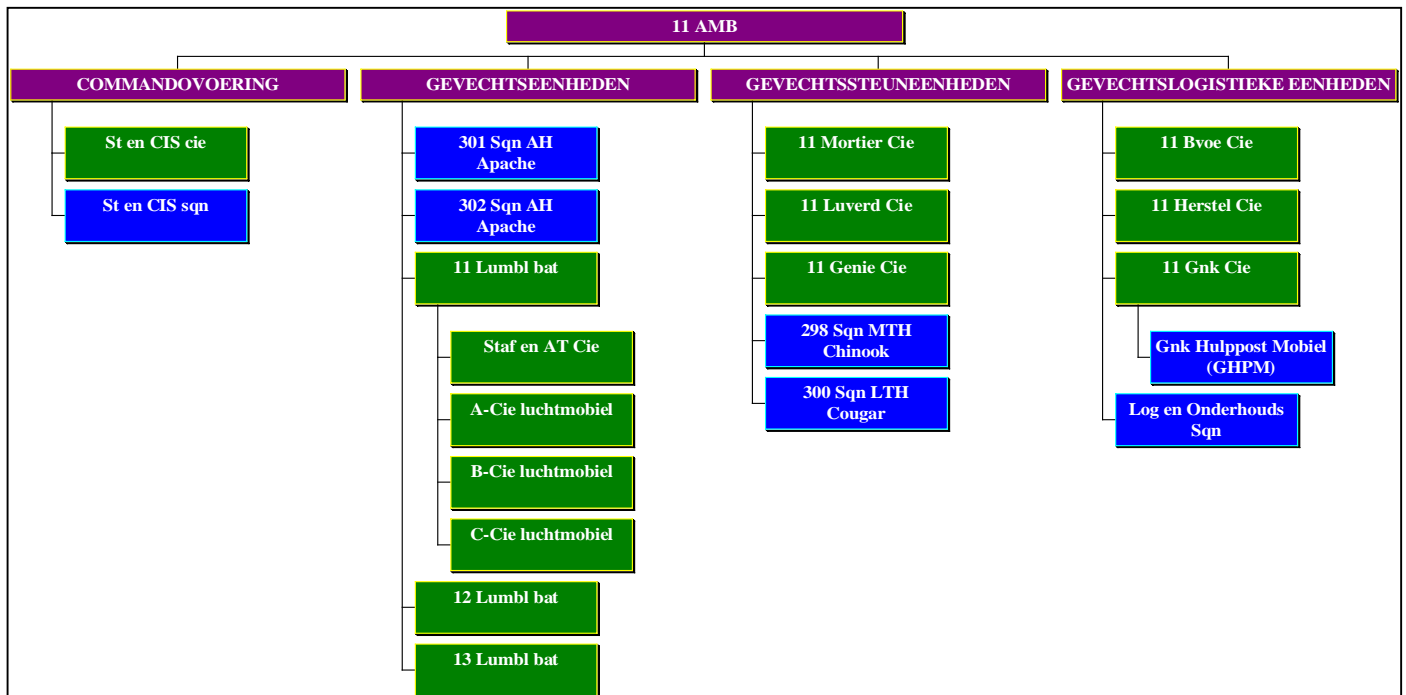 11 AMB
COMMANDOVOERING
St en CIS cie
St en CIS sqn
GEVECHTSEENHEDEN
301 Sqn AH
Apache
302 Sqn AH
Apache
11 Lumbl bat
Staf en AT Cie
A-Cie luchtmobiel
B-Cie luchtmobiel
C-Cie luchtmobiel
12 Lumbl bat
13 Lumbl bat
GEVECHTSSTEUNEENHEDEN
11 Mortier Cie
11 Luverd Cie
11 Genie Cie
298 Sqn MTH
Chinook
300 Sqn LTH
Cougar
GEVECHTSLOGISTIEKE EENHEDEN
11 Bvoe Cie
11 Herstel Cie
11 Gnk Cie
Gnk Hulppost Mobiel
(GHPM)
Log en Onderhouds
Sqn